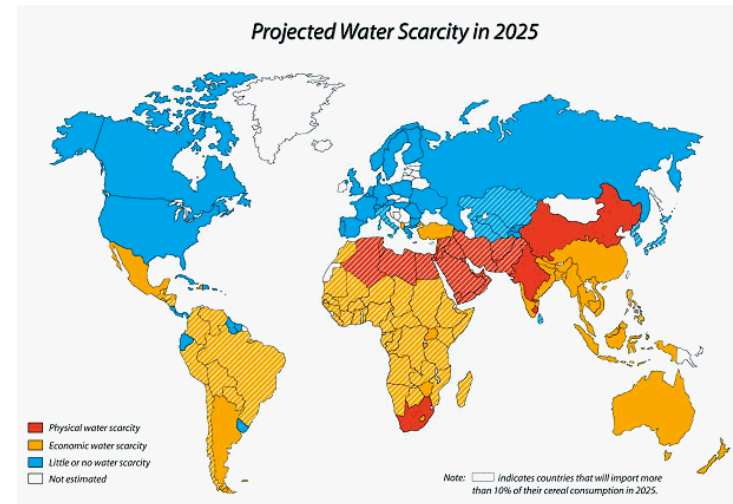 Projected Water Scarcity in 2025
Physical water scarcity
Economic water scarcity
Little or no water scarcity
Not estimated
Note: indicates countries that will import more
than 10% of their cereal consumption in 2025.